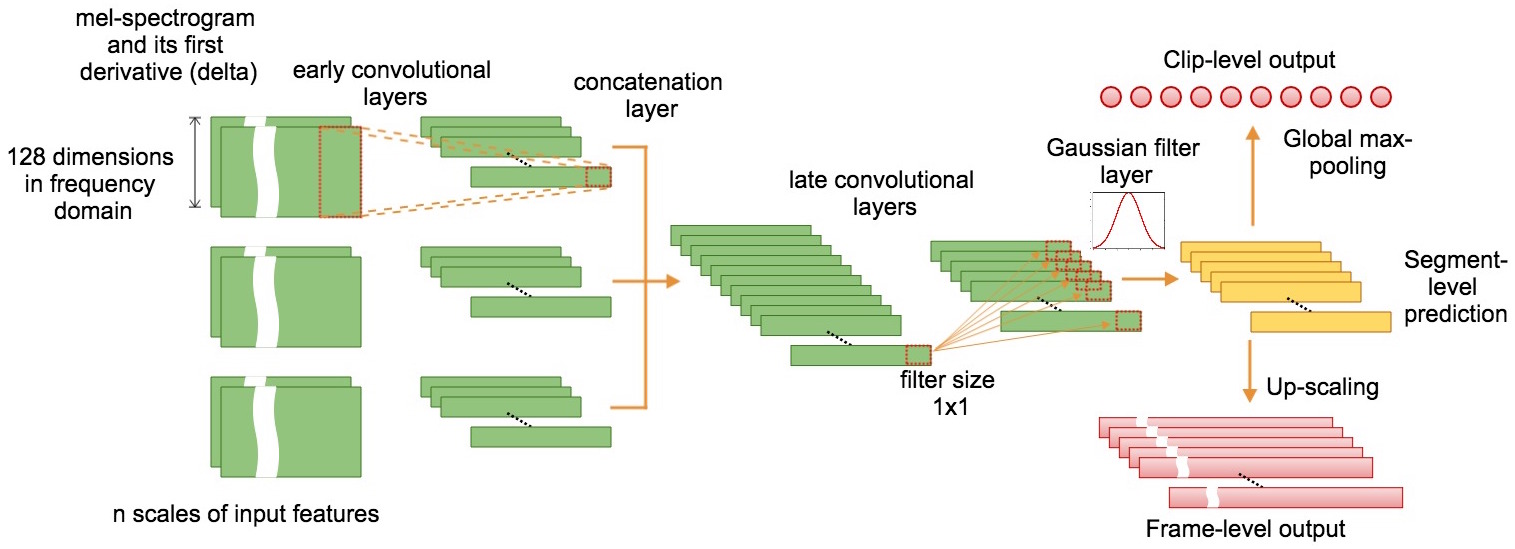 mel-spectrogram
and its first
derivative (delta)
early convolutional
layers
concatenation
layer
128 dimensions
in frequency
domain
n scales of input features
late convolutional
layers
filter size
1x1
Gaussian filter
layer
Clip-level output
Global max-
pooling
Segment-
level
prediction
Up-scaling
Frame-level output